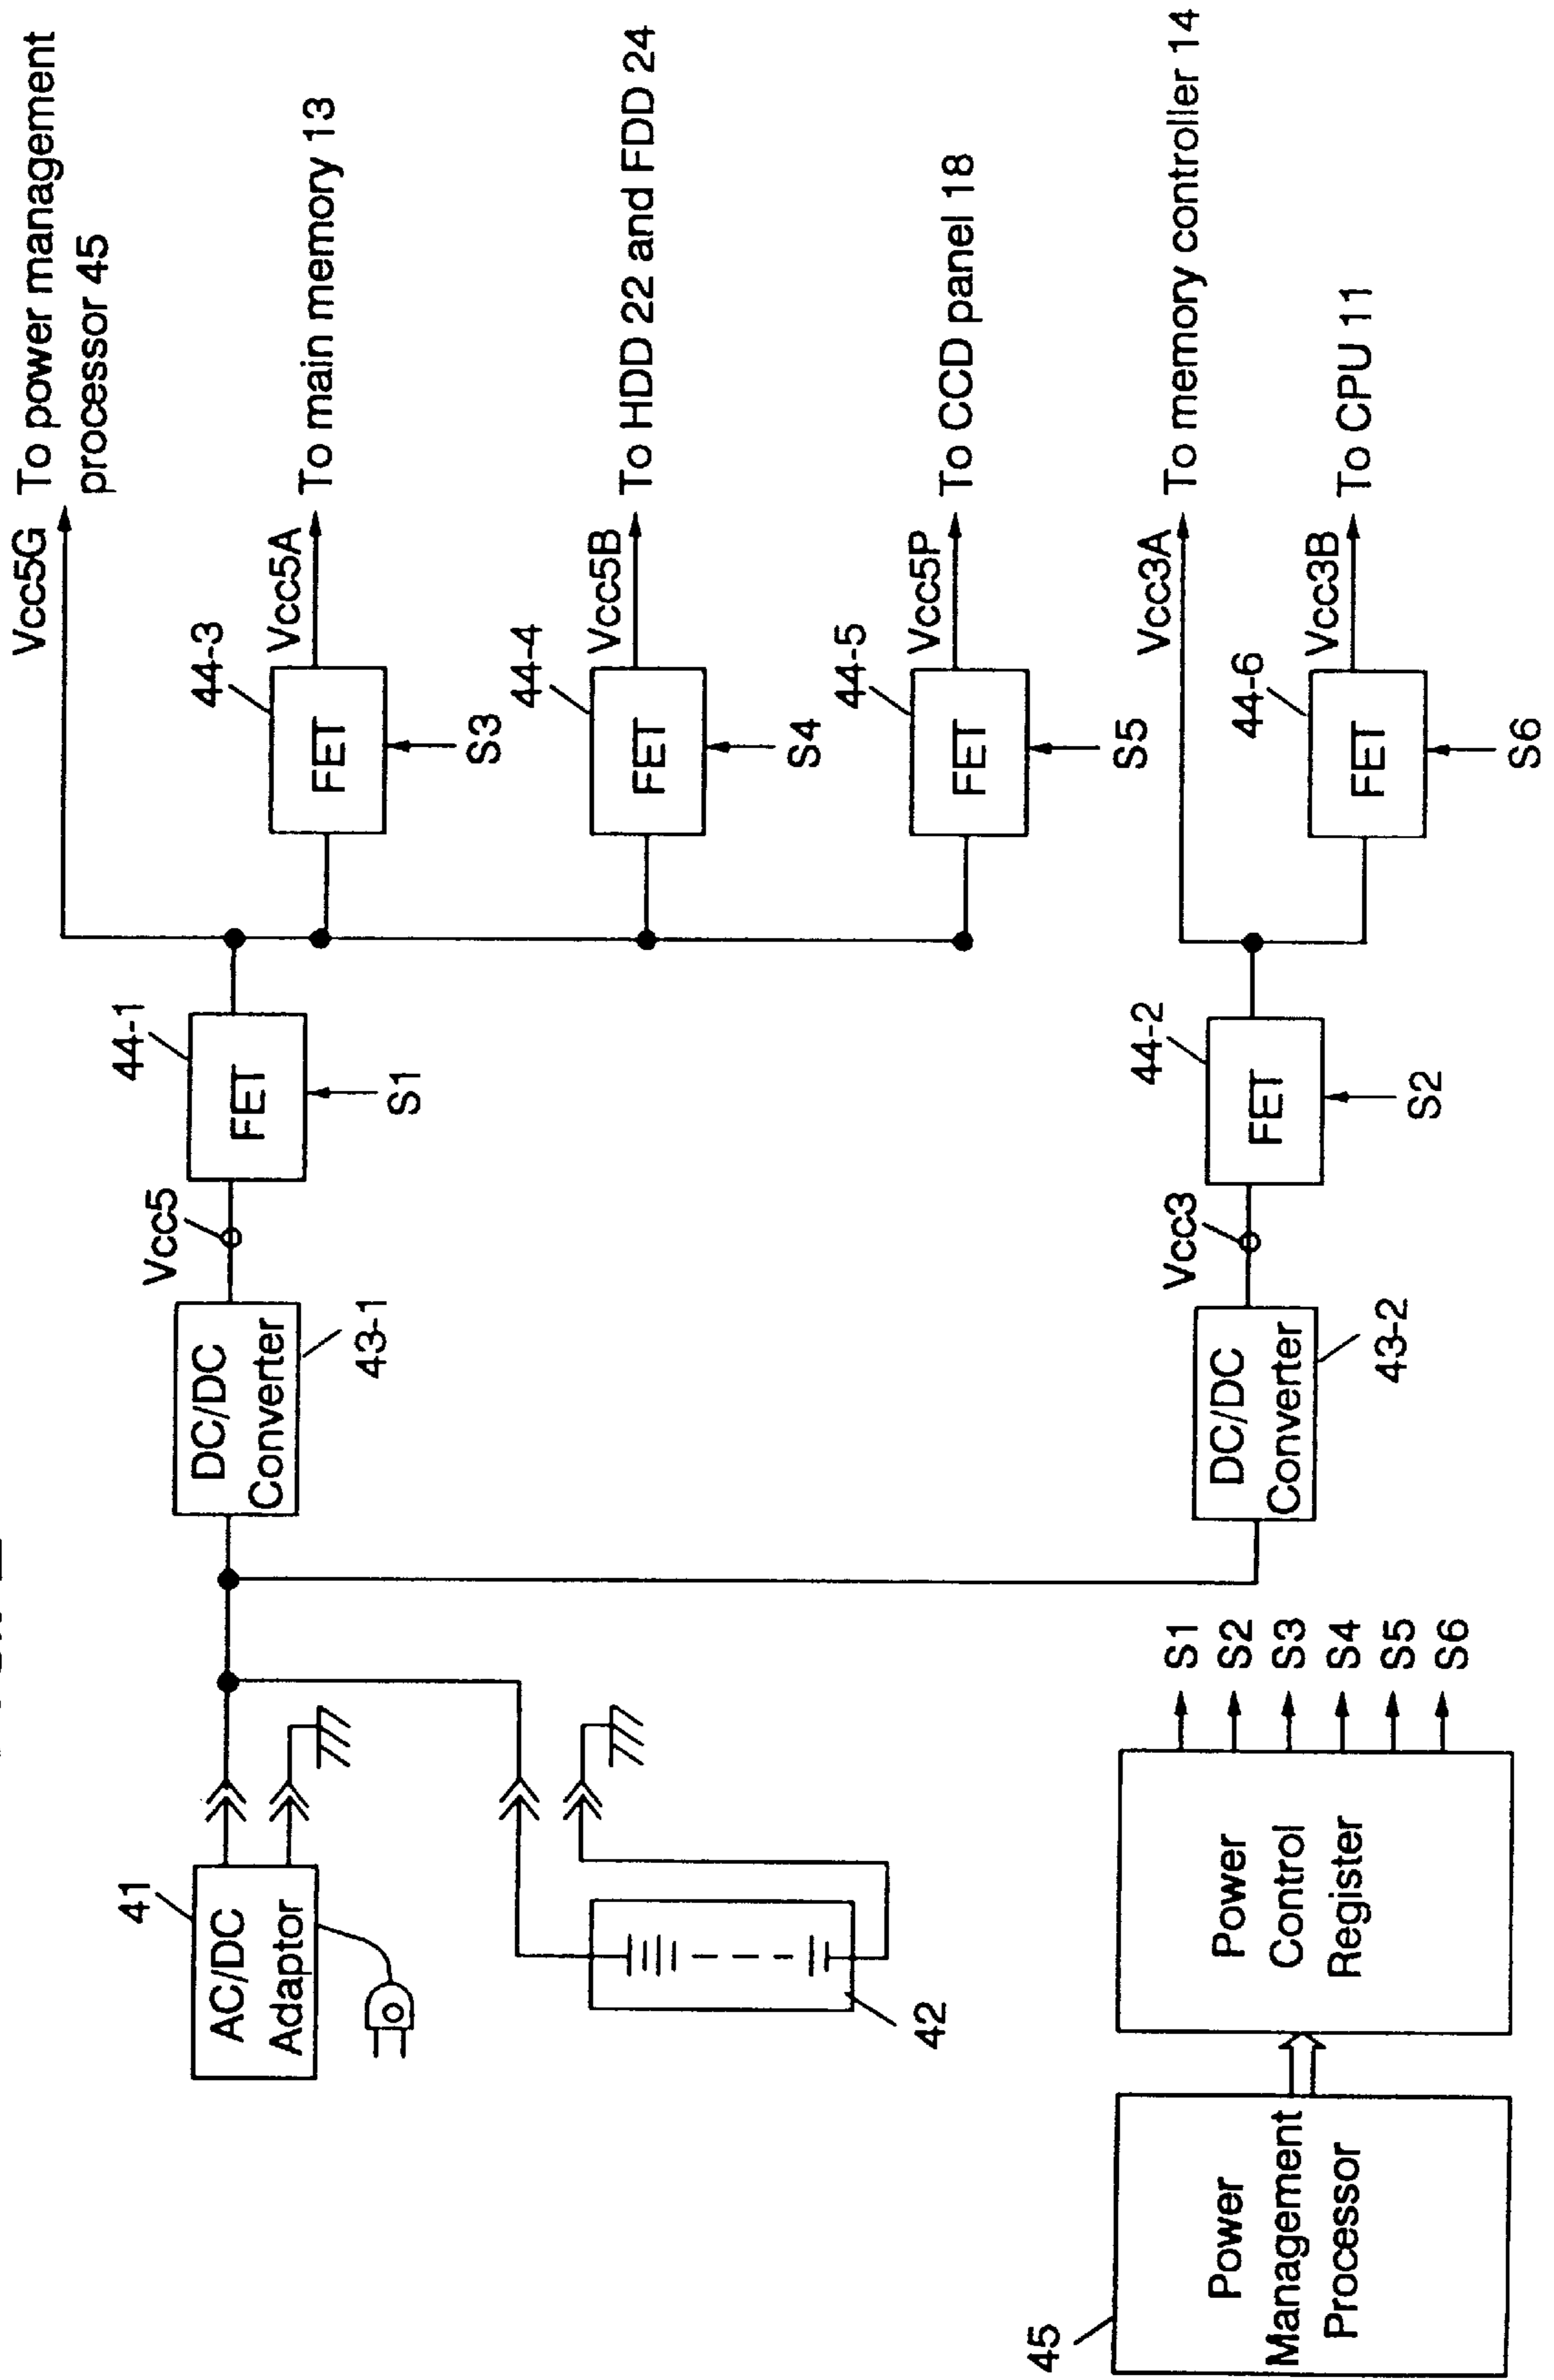 Vcc5G
To power management
processor 45
44-3
Vcc5A
To main memory 13
FET
S3
44-4
Vcc5B
To HDD 22 and FDD 24
FET
S4
44-5
Vcc5P
To CCD panel 18
FET
S5
Vcc3A
To memory controller 14
44-6
Vcc3B
To CPU 11
FET
S6
41
AC/DC
Adaptor
DC/DC
Converter
43-1
Vcc5
44-1
FET
S1
42
DC/DC
Converter
43-2
Vcc3
44-2
FET
S2
45
Power
Management
Processor
Power
Control
Register
S1
S2
S3
S4
S5
S6